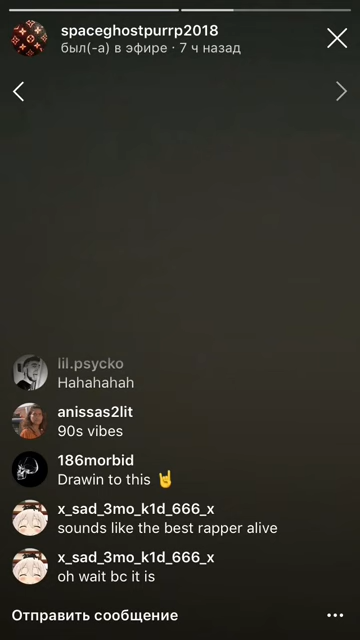 spaceghostpurrp2018
был(-а) в эфире · 7 ч назад
lil.psycko
Hahahahah
anissas2lit
90s vibes
186morbid
Drawin to this 🤘
x_sad_3mo_k1d_666_x
sounds like the best rapper alive
x_sad_3mo_k1d_666_x
oh wait bc it is
Отправить сообщение